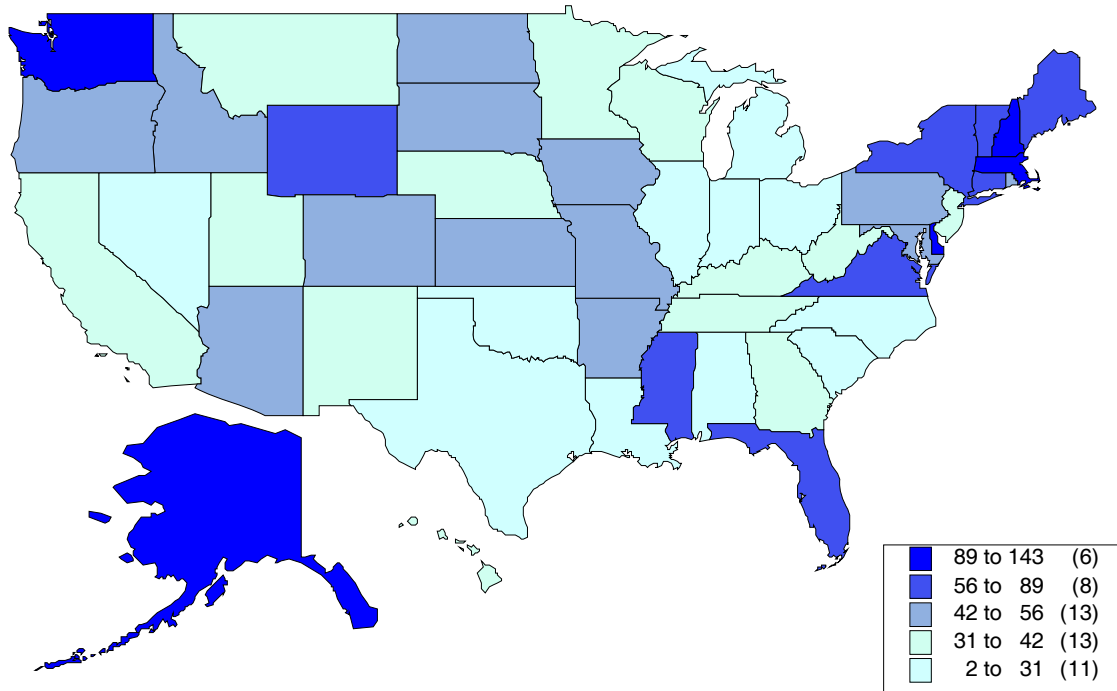 89 to 143 (6)
56 to 89 (8)
42 to 56 (13)
31 to 42 (13)
2 to 31 (11)